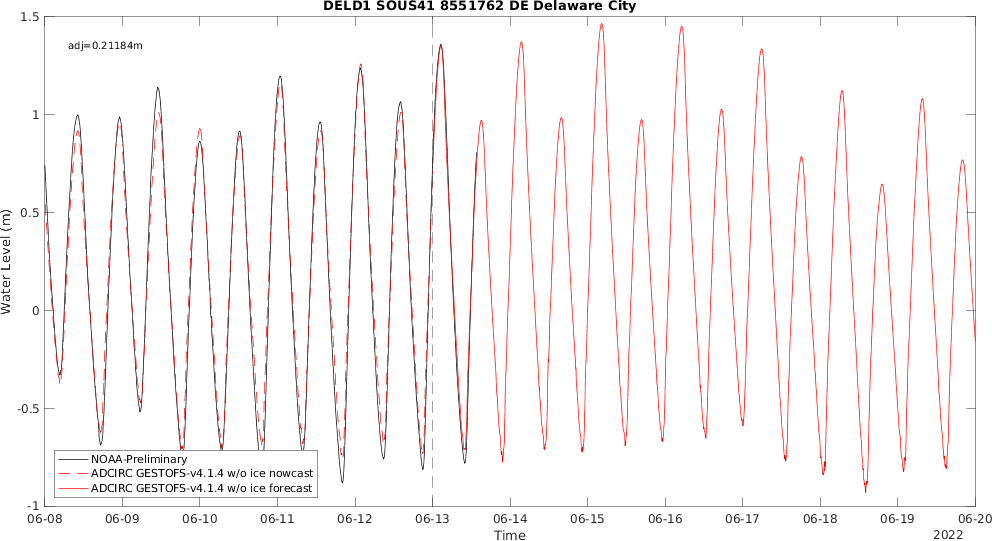 DELD1 SOUS41 8551762 DE Delaware City
adj=0.21184m
1.5
1
0.5
0
-0.5
-1
Water Level (m)
NOAA-Preliminary
ADCIRC GESTOFS-v4.1.4 w/o ice nowcast
ADCIRC GESTOFS-v4.1.4 w/o ice forecast
06-08 06-09 06-10 06-11 06-12 06-13 06-14 06-15 06-16 06-17 06-18 06-19 06-20
Time
2022